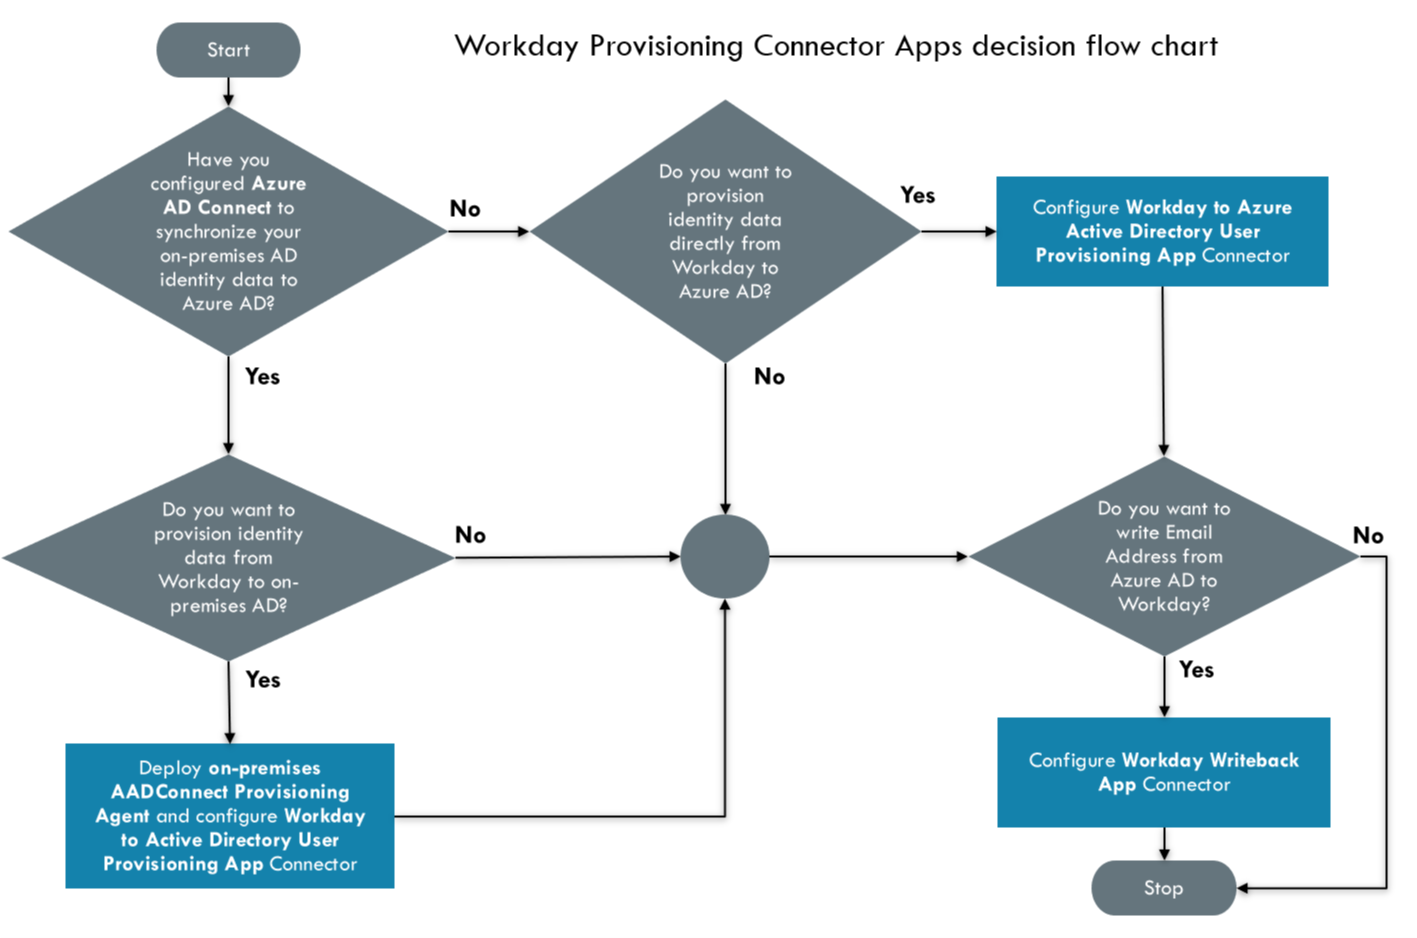 Workday Provisioning Connector Apps decision flow chart
Start
Have you
configured Azure
AD Connect to
synchronize your
on-premises AD
identity data to
Azure AD?
No
Do you want to
provision
identity data
directly from
Workday to
Azure AD?
Yes
Configure Workday to Azure
Active Directory User
Provisioning App Connector
Yes
No
Do you want to
provision identity
data from
Workday to on-
premises AD?
No
Do you want to
write Email
Address from
Azure AD to
Workday?
No
Yes
Yes
Deploy on-premises
AADConnect Provisioning
Agent and configure Workday
to Active Directory User
Provisioning App Connector
Configure Workday Writeback
App Connector
Stop